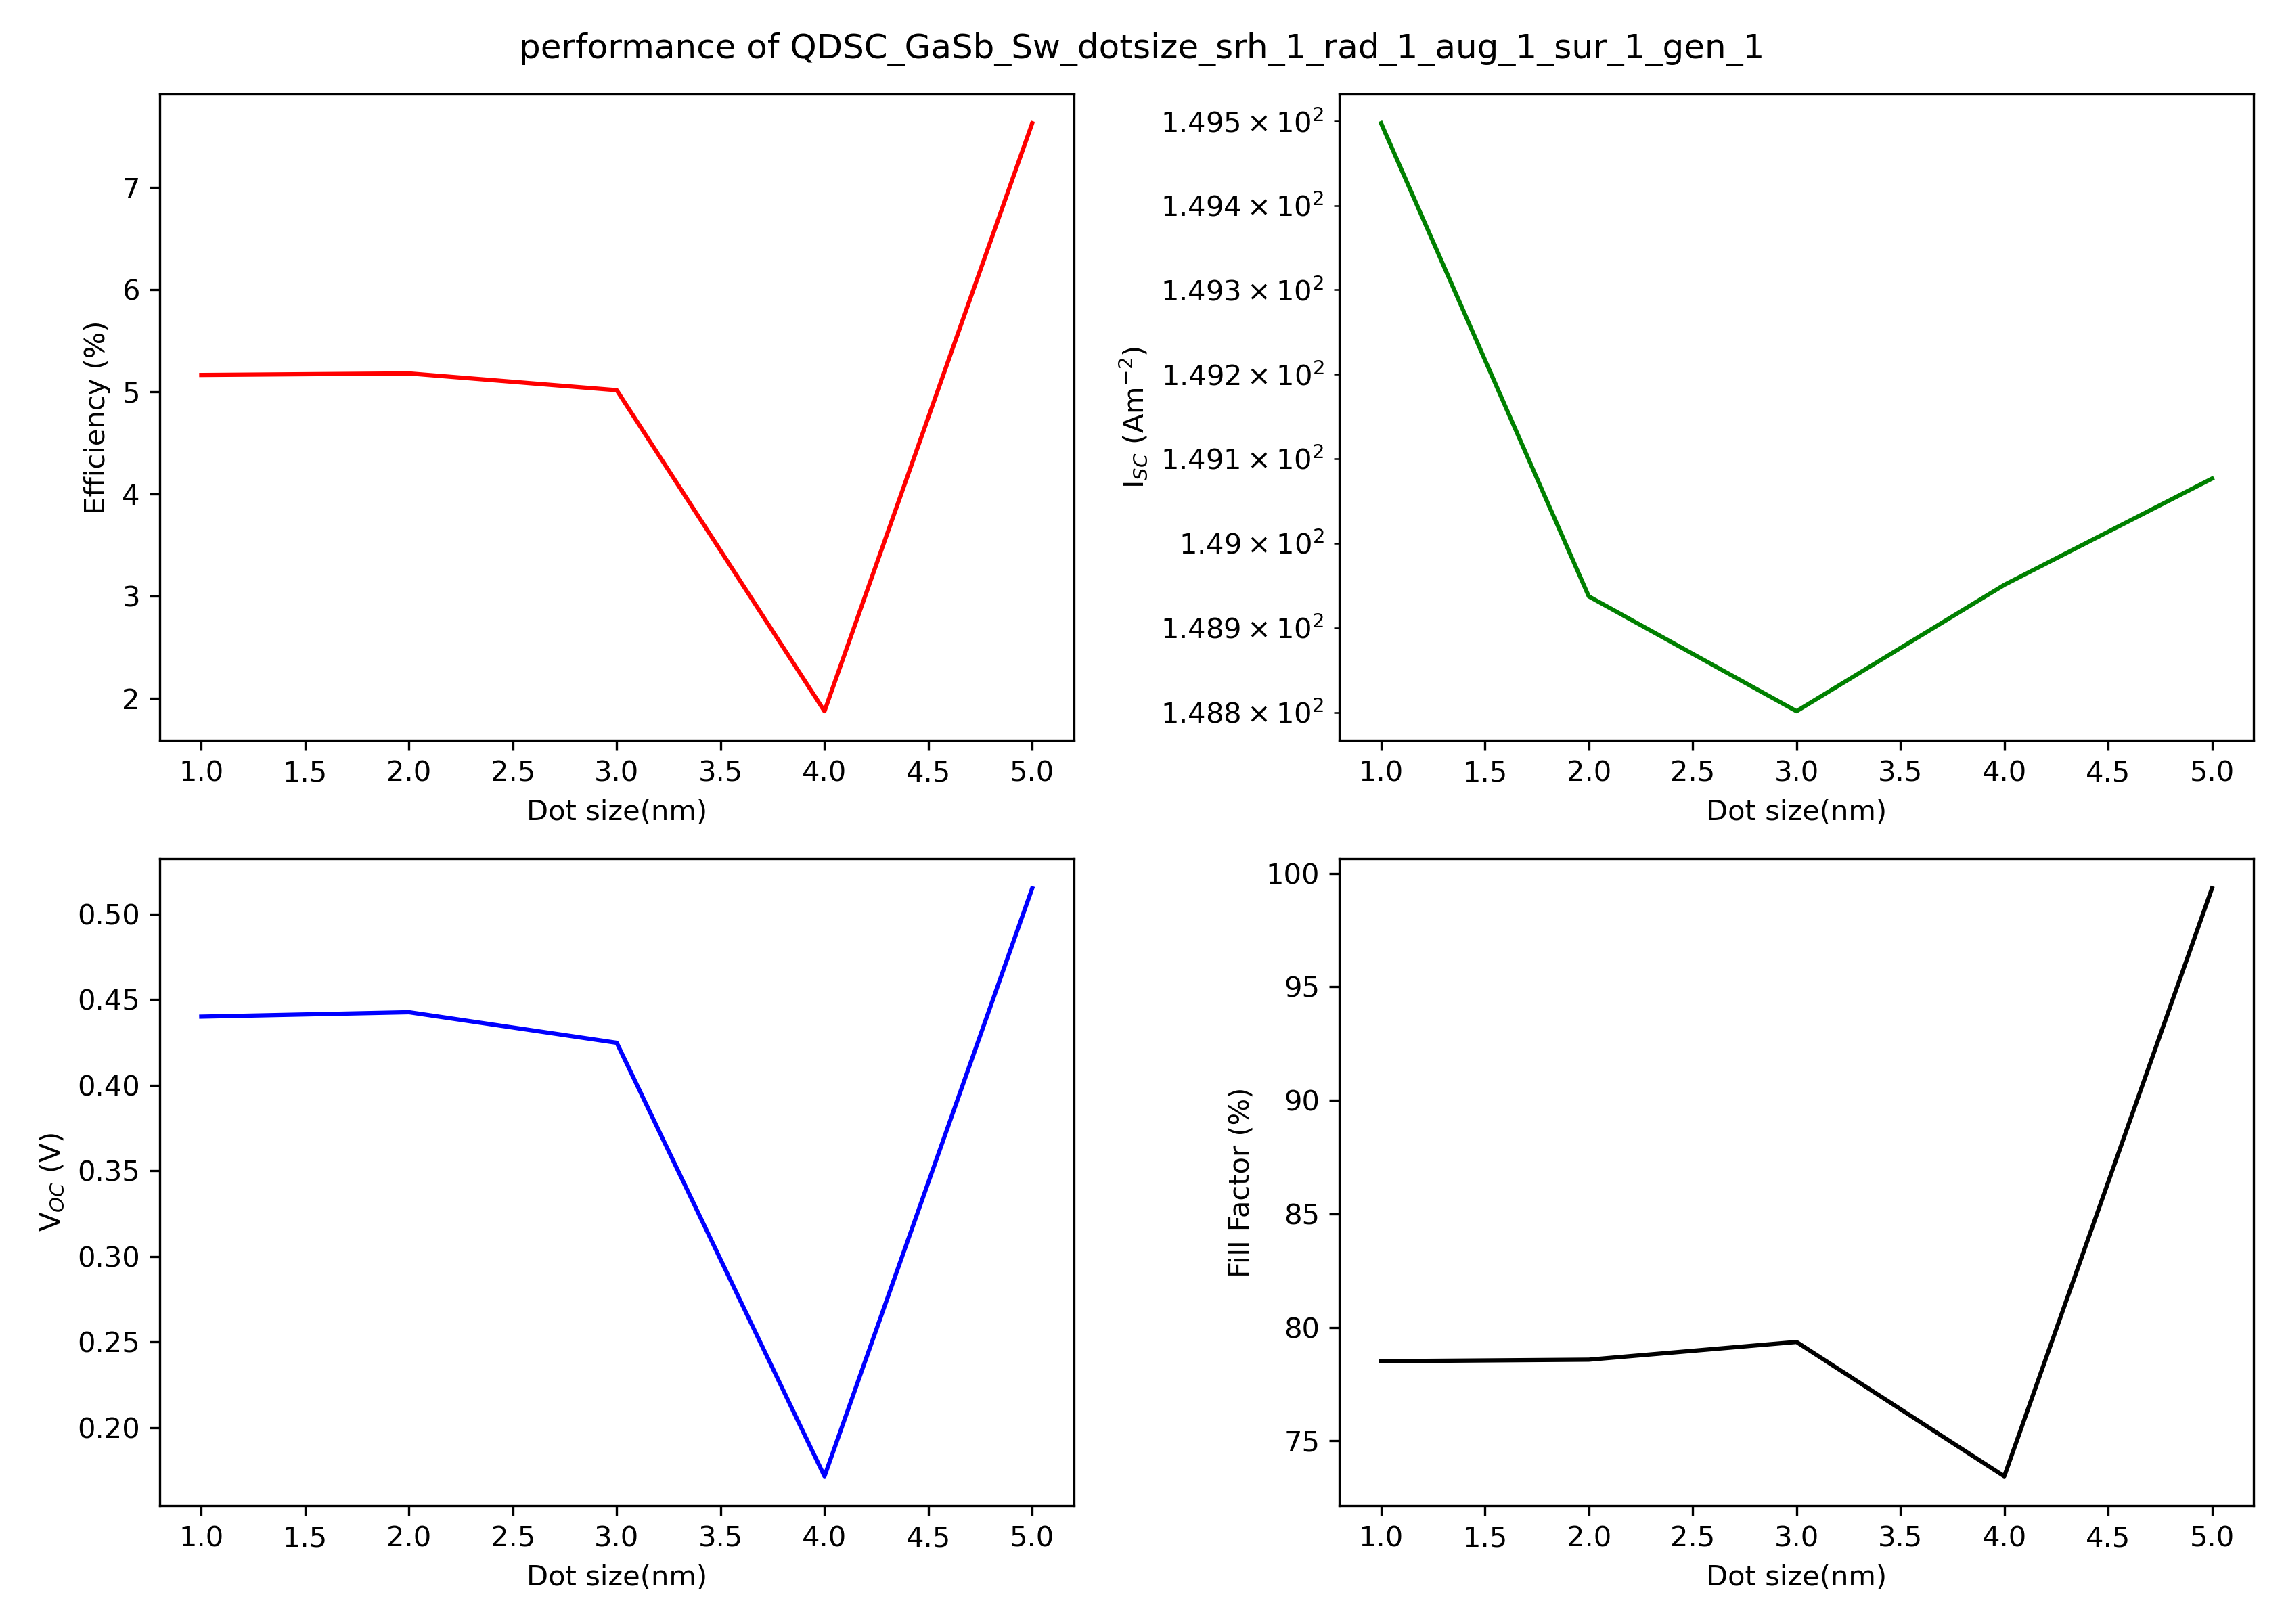 performance of QDSC_GaSb_Sw_dotsize_srh_1_rad_1_aug_1_sur_1_gen_1
Efficiency (%)
7
6
5
4
3
2
1.0 1.5 2.0 2.5 3.0 3.5 4.0 4.5 5.0
Dot size(nm)
I_SC (Am⁻²)
1.495 × 10²
1.494 × 10²
1.493 × 10²
1.492 × 10²
1.491 × 10²
1.49 × 10²
1.489 × 10²
1.488 × 10²
1.0 1.5 2.0 2.5 3.0 3.5 4.0 4.5 5.0
Dot size(nm)
V_OC (V)
0.50
0.45
0.40
0.35
0.30
0.25
0.20
1.0 1.5 2.0 2.5 3.0 3.5 4.0 4.5 5.0
Dot size(nm)
Fill Factor (%)
100
95
90
85
80
75
1.0 1.5 2.0 2.5 3.0 3.5 4.0 4.5 5.0
Dot size(nm)